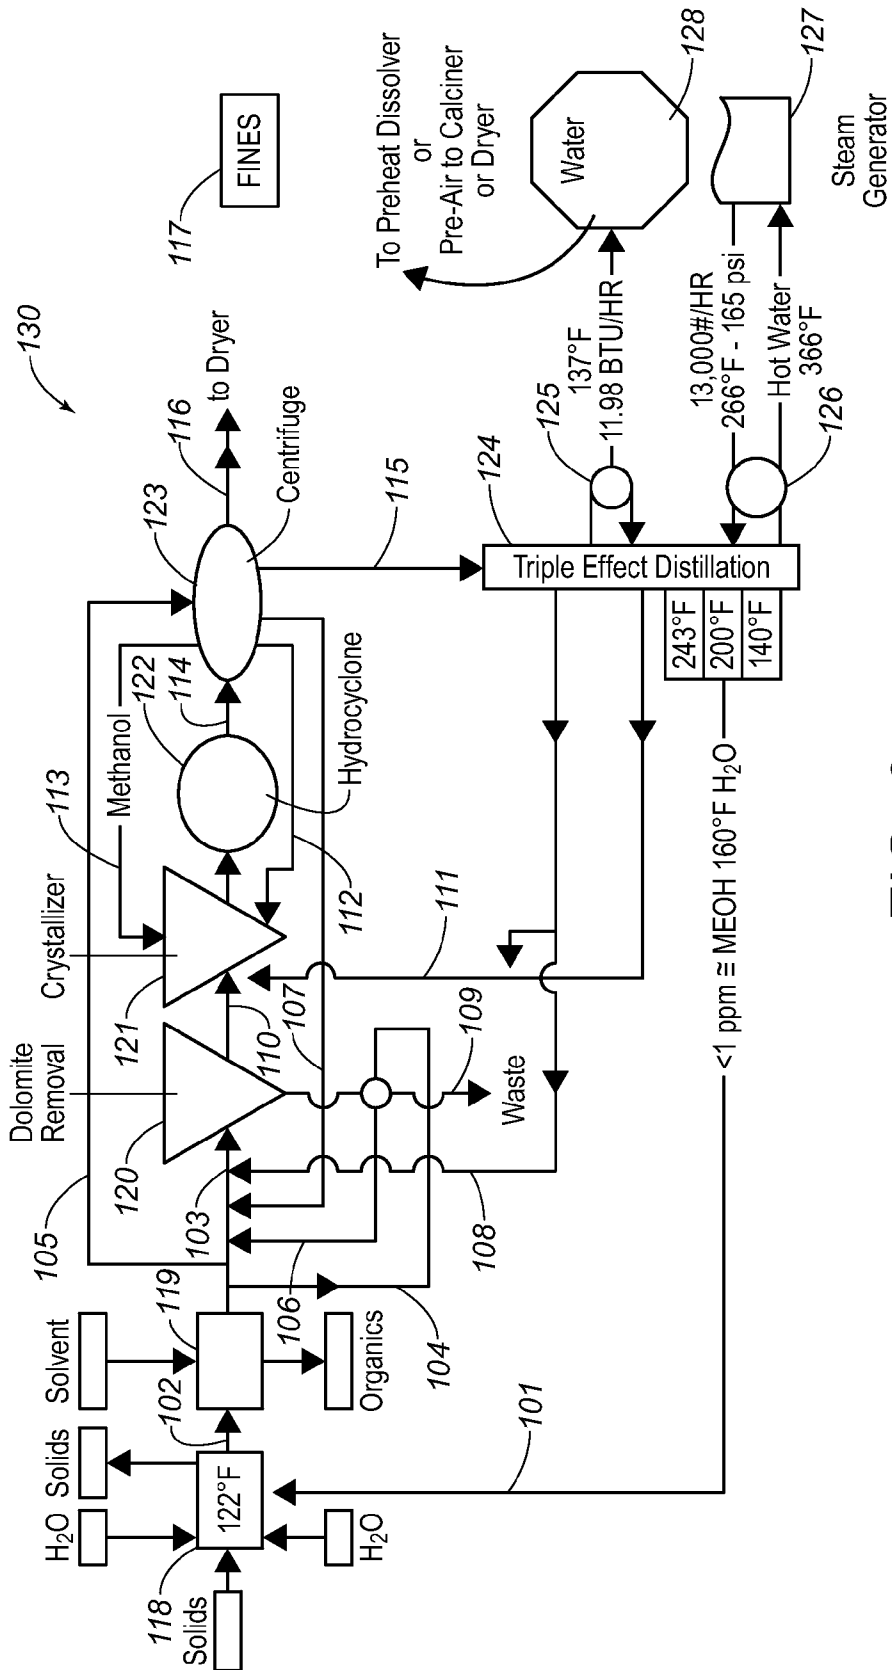 130
117
FINES
To Preheat Dissolver
or
Pre-Air to Calciner
or Dryer
Water
128
137°F
11.98 BTU/HR
125
13,000#/HR
266°F - 165 psi
127
Hot Water
366°F
126
Steam
Generator
to Dryer
116
Centrifuge
123
115
124
Triple Effect Distillation
243°F
200°F
140°F
Methanol
113
122
114
Hydrocyclone
112
Crystallizer
121
111
110
107
Dolomite
Removal
120
109
Waste
103
108
105
106
104
119
Solvent
Organics
102
Solids
H₂O
122°F
H₂O
118
Solids
101
<1 ppm ≅ MEOH 160°F H₂O